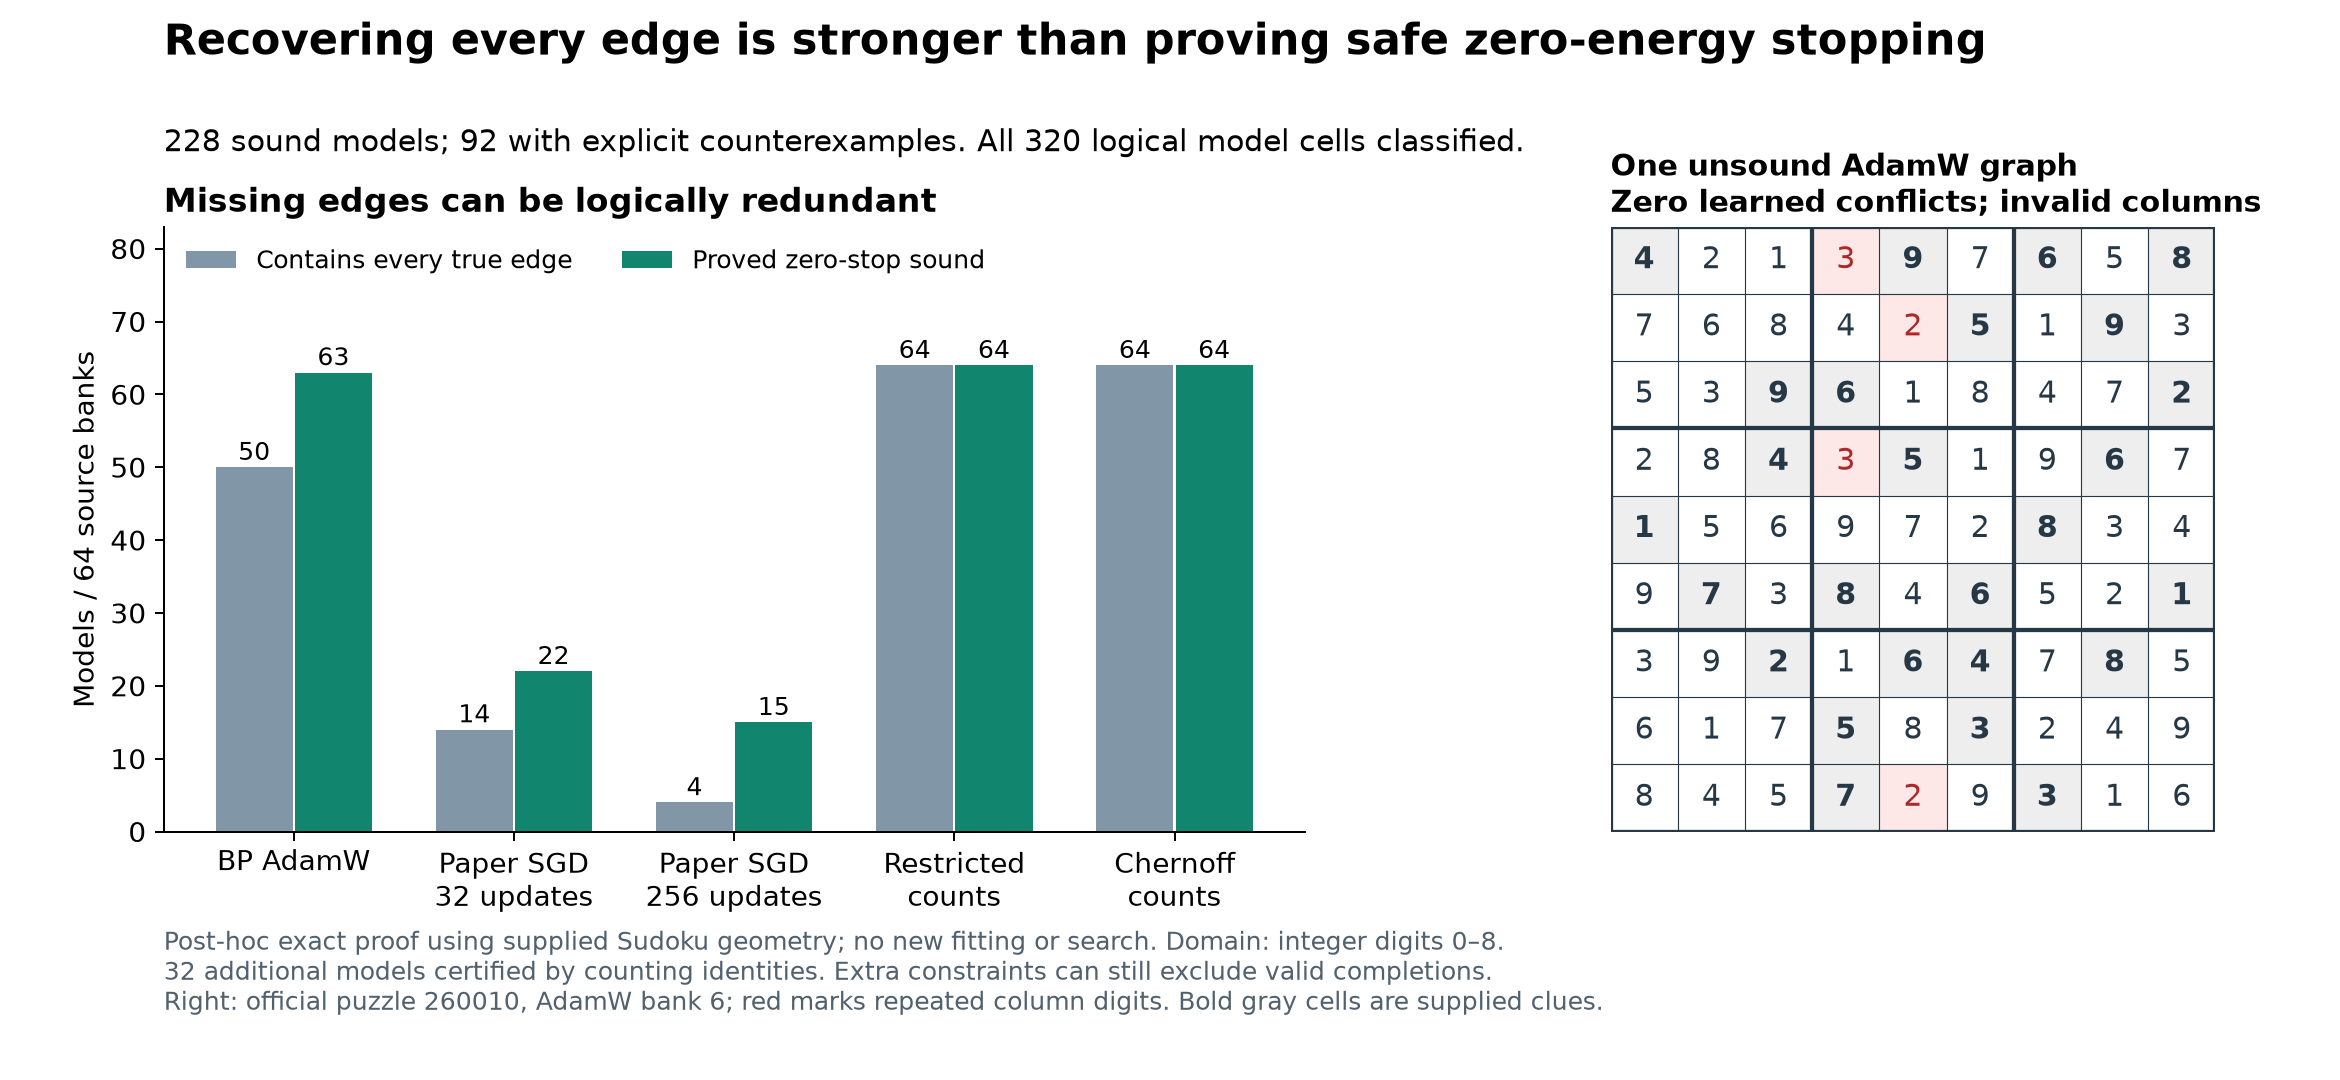 Recovering every edge is stronger than proving safe zero-energy stopping
228 sound models; 92 with explicit counterexamples. All 320 logical model cells classified.
Missing edges can be logically redundant
Contains every true edge
Proved zero-stop sound
Models / 64 source banks
80
70
60
50
40
30
20
10
0
50
63
14
22
4
15
64
64
64
64
BP AdamW
Paper SGD
32 updates
Paper SGD
256 updates
Restricted
counts
Chernoff
counts
One unsound AdamW graph
Zero learned conflicts; invalid columns
4 2 1 3 9 7 6 5 8
7 6 8 4 2 5 1 9 3
5 3 9 6 1 8 4 7 2
2 8 4 3 5 1 9 6 7
1 5 6 9 7 2 8 3 4
9 7 3 8 4 6 5 2 1
3 9 2 1 6 4 7 8 5
6 1 7 5 8 3 2 4 9
8 4 5 7 2 9 3 1 6
Post-hoc exact proof using supplied Sudoku geometry; no new fitting or search. Domain: integer digits 0–8.
32 additional models certified by counting identities. Extra constraints can still exclude valid completions.
Right: official puzzle 260010, AdamW bank 6; red marks repeated column digits. Bold gray cells are supplied clues.